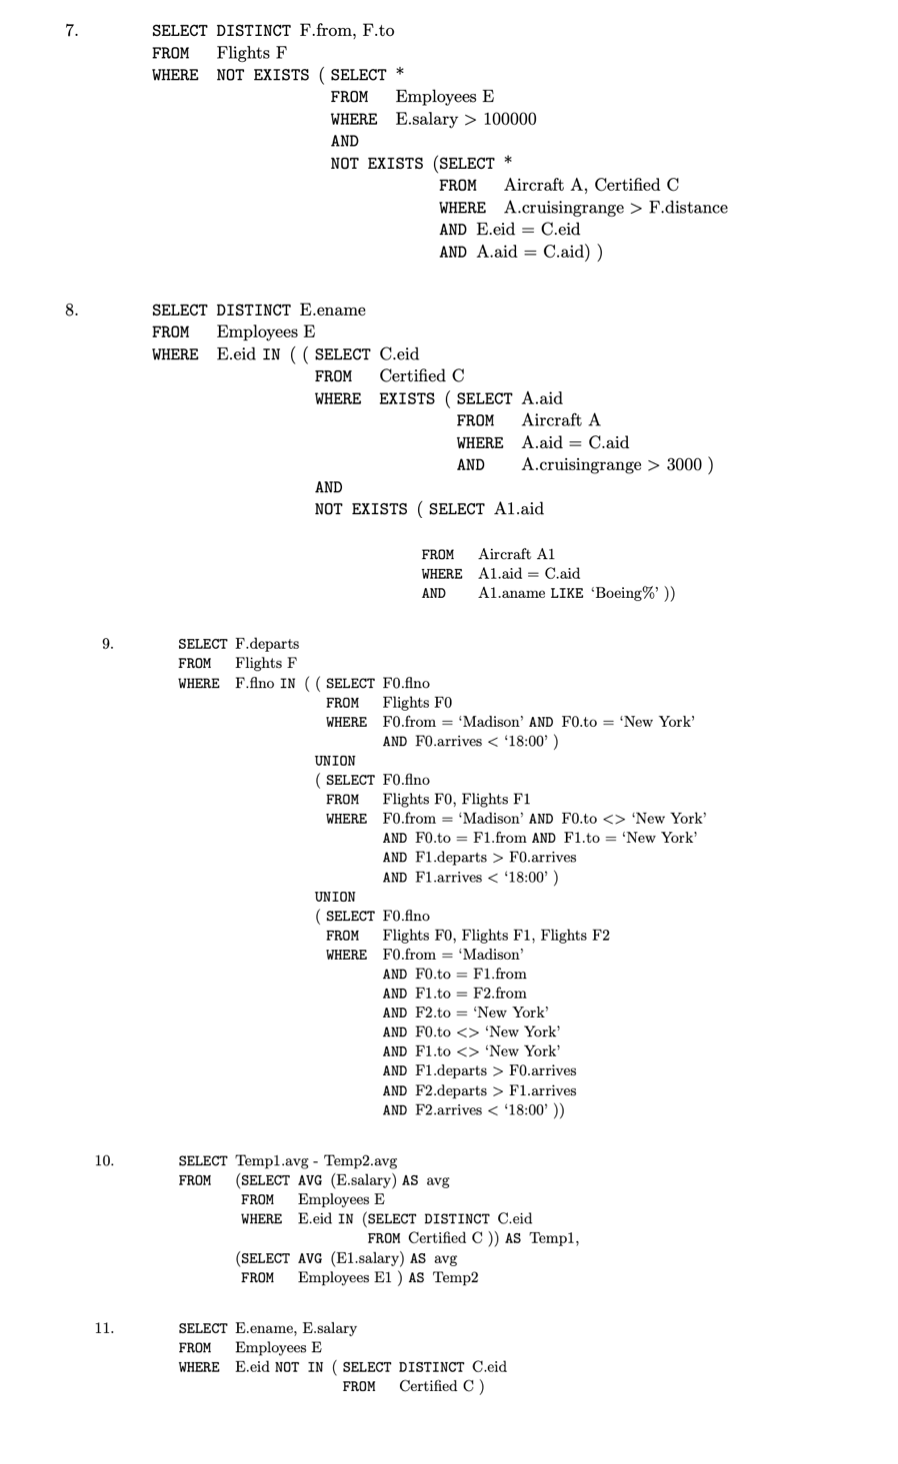 7. SELECT DISTINCT F.from, F.to
FROM Flights F
WHERE NOT EXISTS ( SELECT *
FROM Employees E
WHERE E.salary > 100000
AND
NOT EXISTS (SELECT *
FROM Aircraft A, Certified C
WHERE A.cruisingrange > F.distance
AND E.eid = C.eid
AND A.aid = C.aid) )
8. SELECT DISTINCT E.ename
FROM Employees E
WHERE E.eid IN ( ( SELECT C.eid
FROM Certified C
WHERE EXISTS ( SELECT A.aid
FROM Aircraft A
WHERE A.aid = C.aid
AND A.cruisingrange > 3000 )
AND
NOT EXISTS ( SELECT A1.aid
FROM Aircraft A1
WHERE A1.aid = C.aid
AND A1.aname LIKE ‘Boeing%’ ))
9. SELECT F.departs
FROM Flights F
WHERE F.flno IN ( ( SELECT F0.flno
FROM Flights F0
WHERE F0.from = ‘Madison’ AND F0.to = ‘New York’
AND F0.arrives < ‘18:00’ )
UNION
( SELECT F0.flno
FROM Flights F0, Flights F1
WHERE F0.from = ‘Madison’ AND F0.to <> ‘New York’
AND F0.to = F1.from AND F1.to = ‘New York’
AND F1.departs > F0.arrives
AND F1.arrives < ‘18:00’ )
UNION
( SELECT F0.flno
FROM Flights F0, Flights F1, Flights F2
WHERE F0.from = ‘Madison’
AND F0.to = F1.from
AND F1.to = F2.from
AND F2.to = ‘New York’
AND F0.to <> ‘New York’
AND F1.to <> ‘New York’
AND F1.departs > F0.arrives
AND F2.departs > F1.arrives
AND F2.arrives < ‘18:00’ ))
10. SELECT Temp1.avg - Temp2.avg
FROM (SELECT AVG (E.salary) AS avg
FROM Employees E
WHERE E.eid IN (SELECT DISTINCT C.eid
FROM Certified C )) AS Temp1,
(SELECT AVG (E1.salary) AS avg
FROM Employees E1 ) AS Temp2
11. SELECT E.ename, E.salary
FROM Employees E
WHERE E.eid NOT IN ( SELECT DISTINCT C.eid
FROM Certified C )